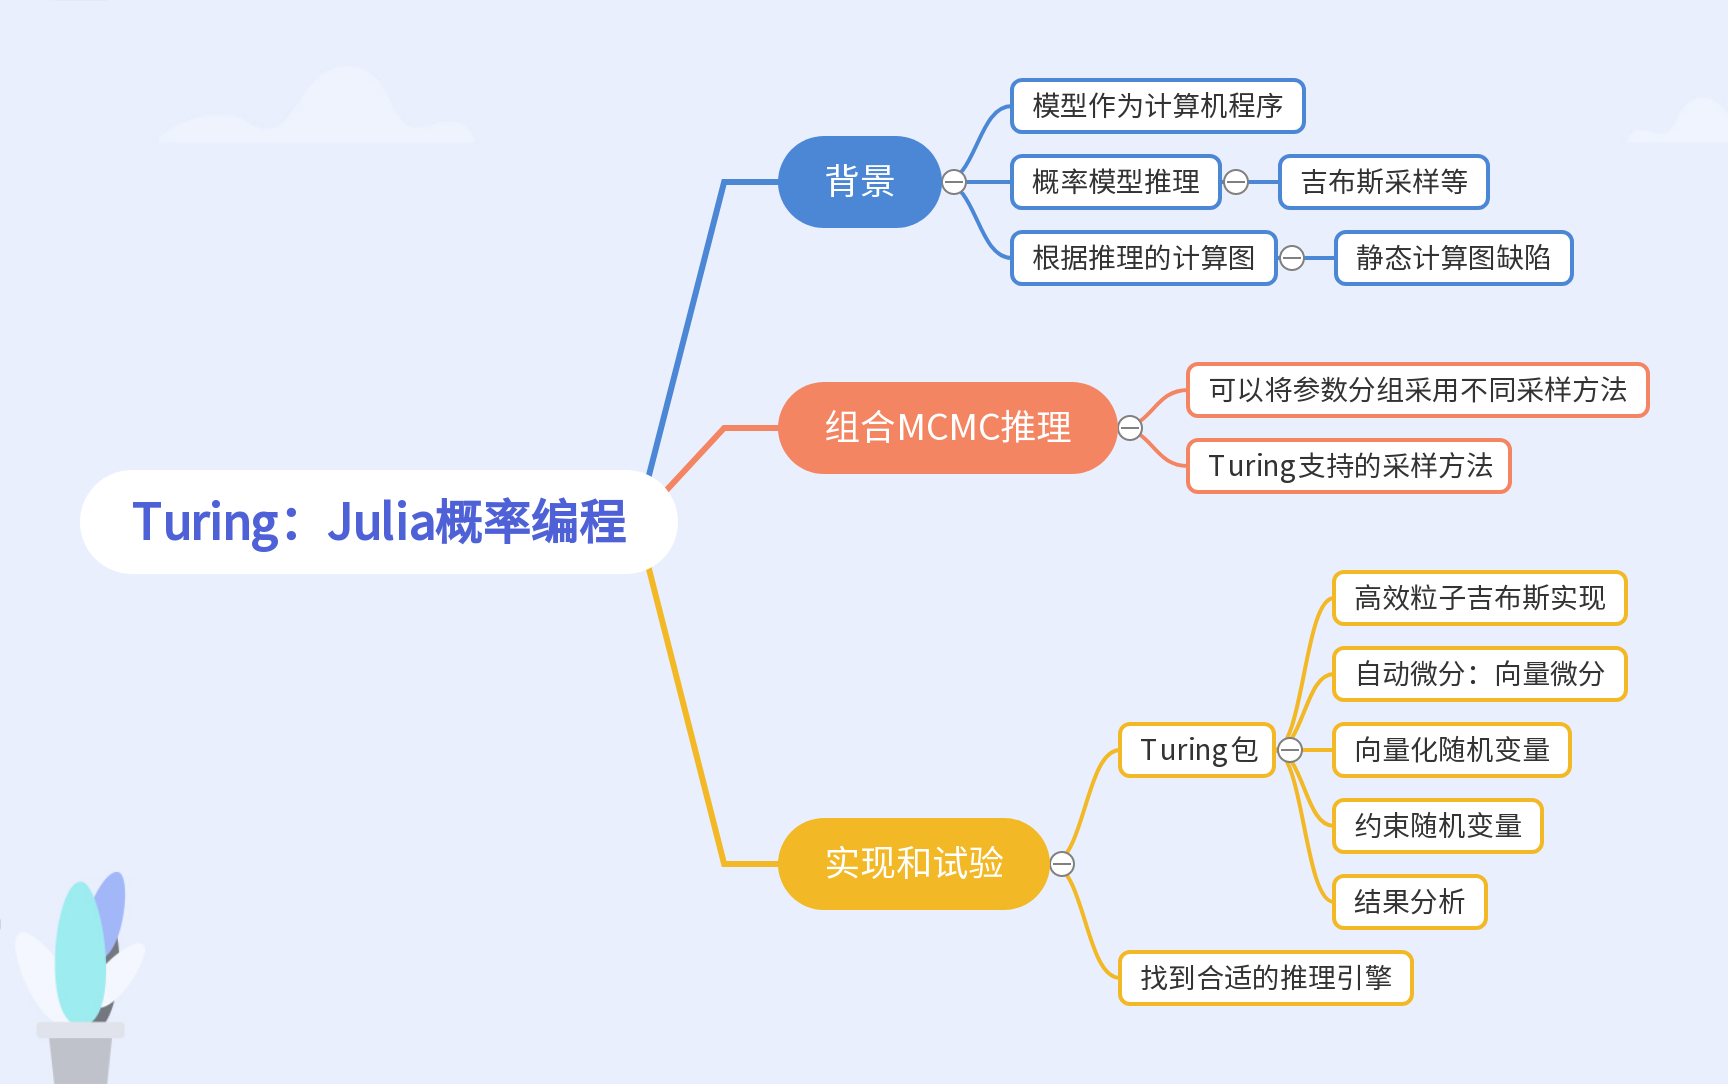 Turing：Julia概率编程
背景
模型作为计算机程序
概率模型推理
吉布斯采样等
根据推理的计算图
静态计算图缺陷
组合MCMC推理
可以将参数分组采用不同采样方法
Turing支持的采样方法
实现和试验
Turing包
高效粒子吉布斯实现
自动微分：向量微分
向量化随机变量
约束随机变量
结果分析
找到合适的推理引擎